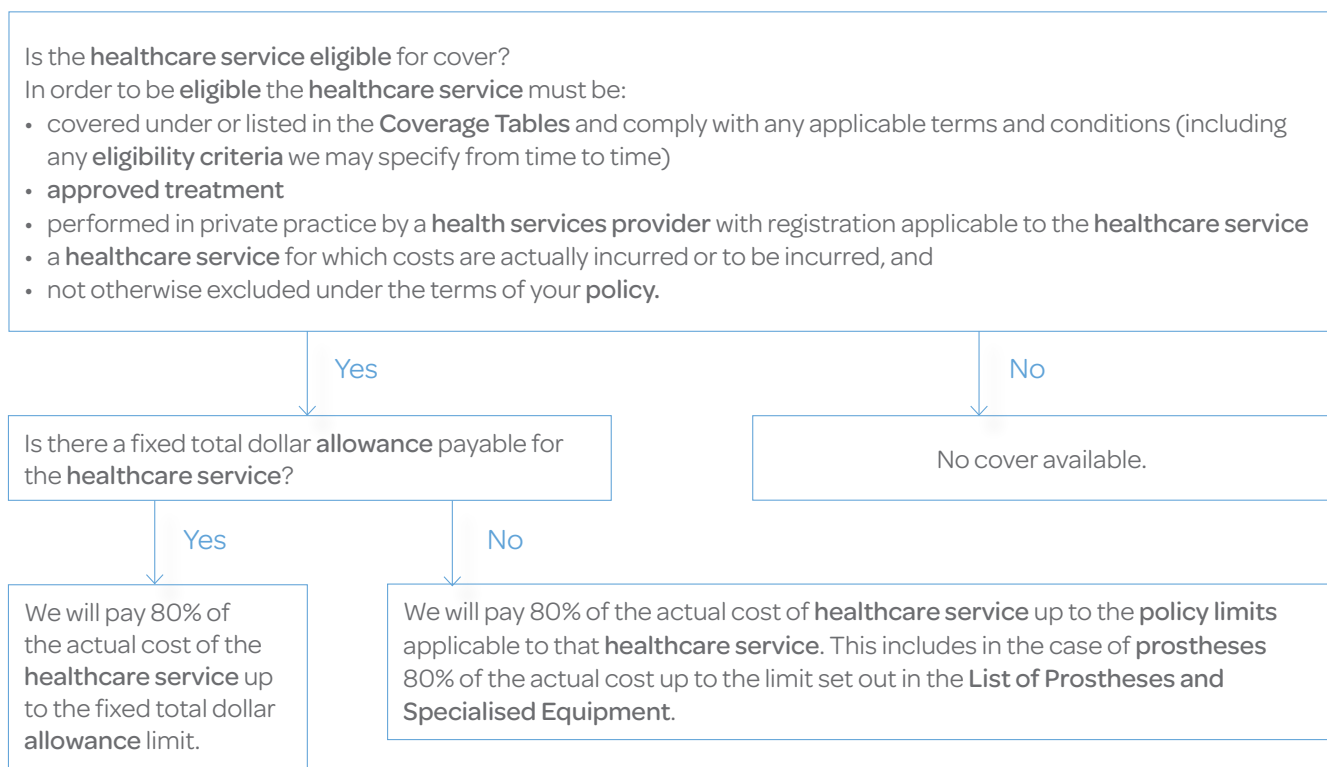 Is the healthcare service eligible for cover?
In order to be eligible the healthcare service must be:
• covered under or listed in the Coverage Tables and comply with any applicable terms and conditions (including
any eligibility criteria we may specify from time to time)
• approved treatment
• performed in private practice by a health services provider with registration applicable to the healthcare service
• a healthcare service for which costs are actually incurred or to be incurred, and
• not otherwise excluded under the terms of your policy.
Yes
No
Is there a fixed total dollar allowance payable for
the healthcare service?
No cover available.
Yes
No
We will pay 80% of
the actual cost of the
healthcare service up
to the fixed total dollar
allowance limit.
We will pay 80% of the actual cost of healthcare service up to the policy limits
applicable to that healthcare service. This includes in the case of prostheses
80% of the actual cost up to the limit set out in the List of Prostheses and
Specialised Equipment.